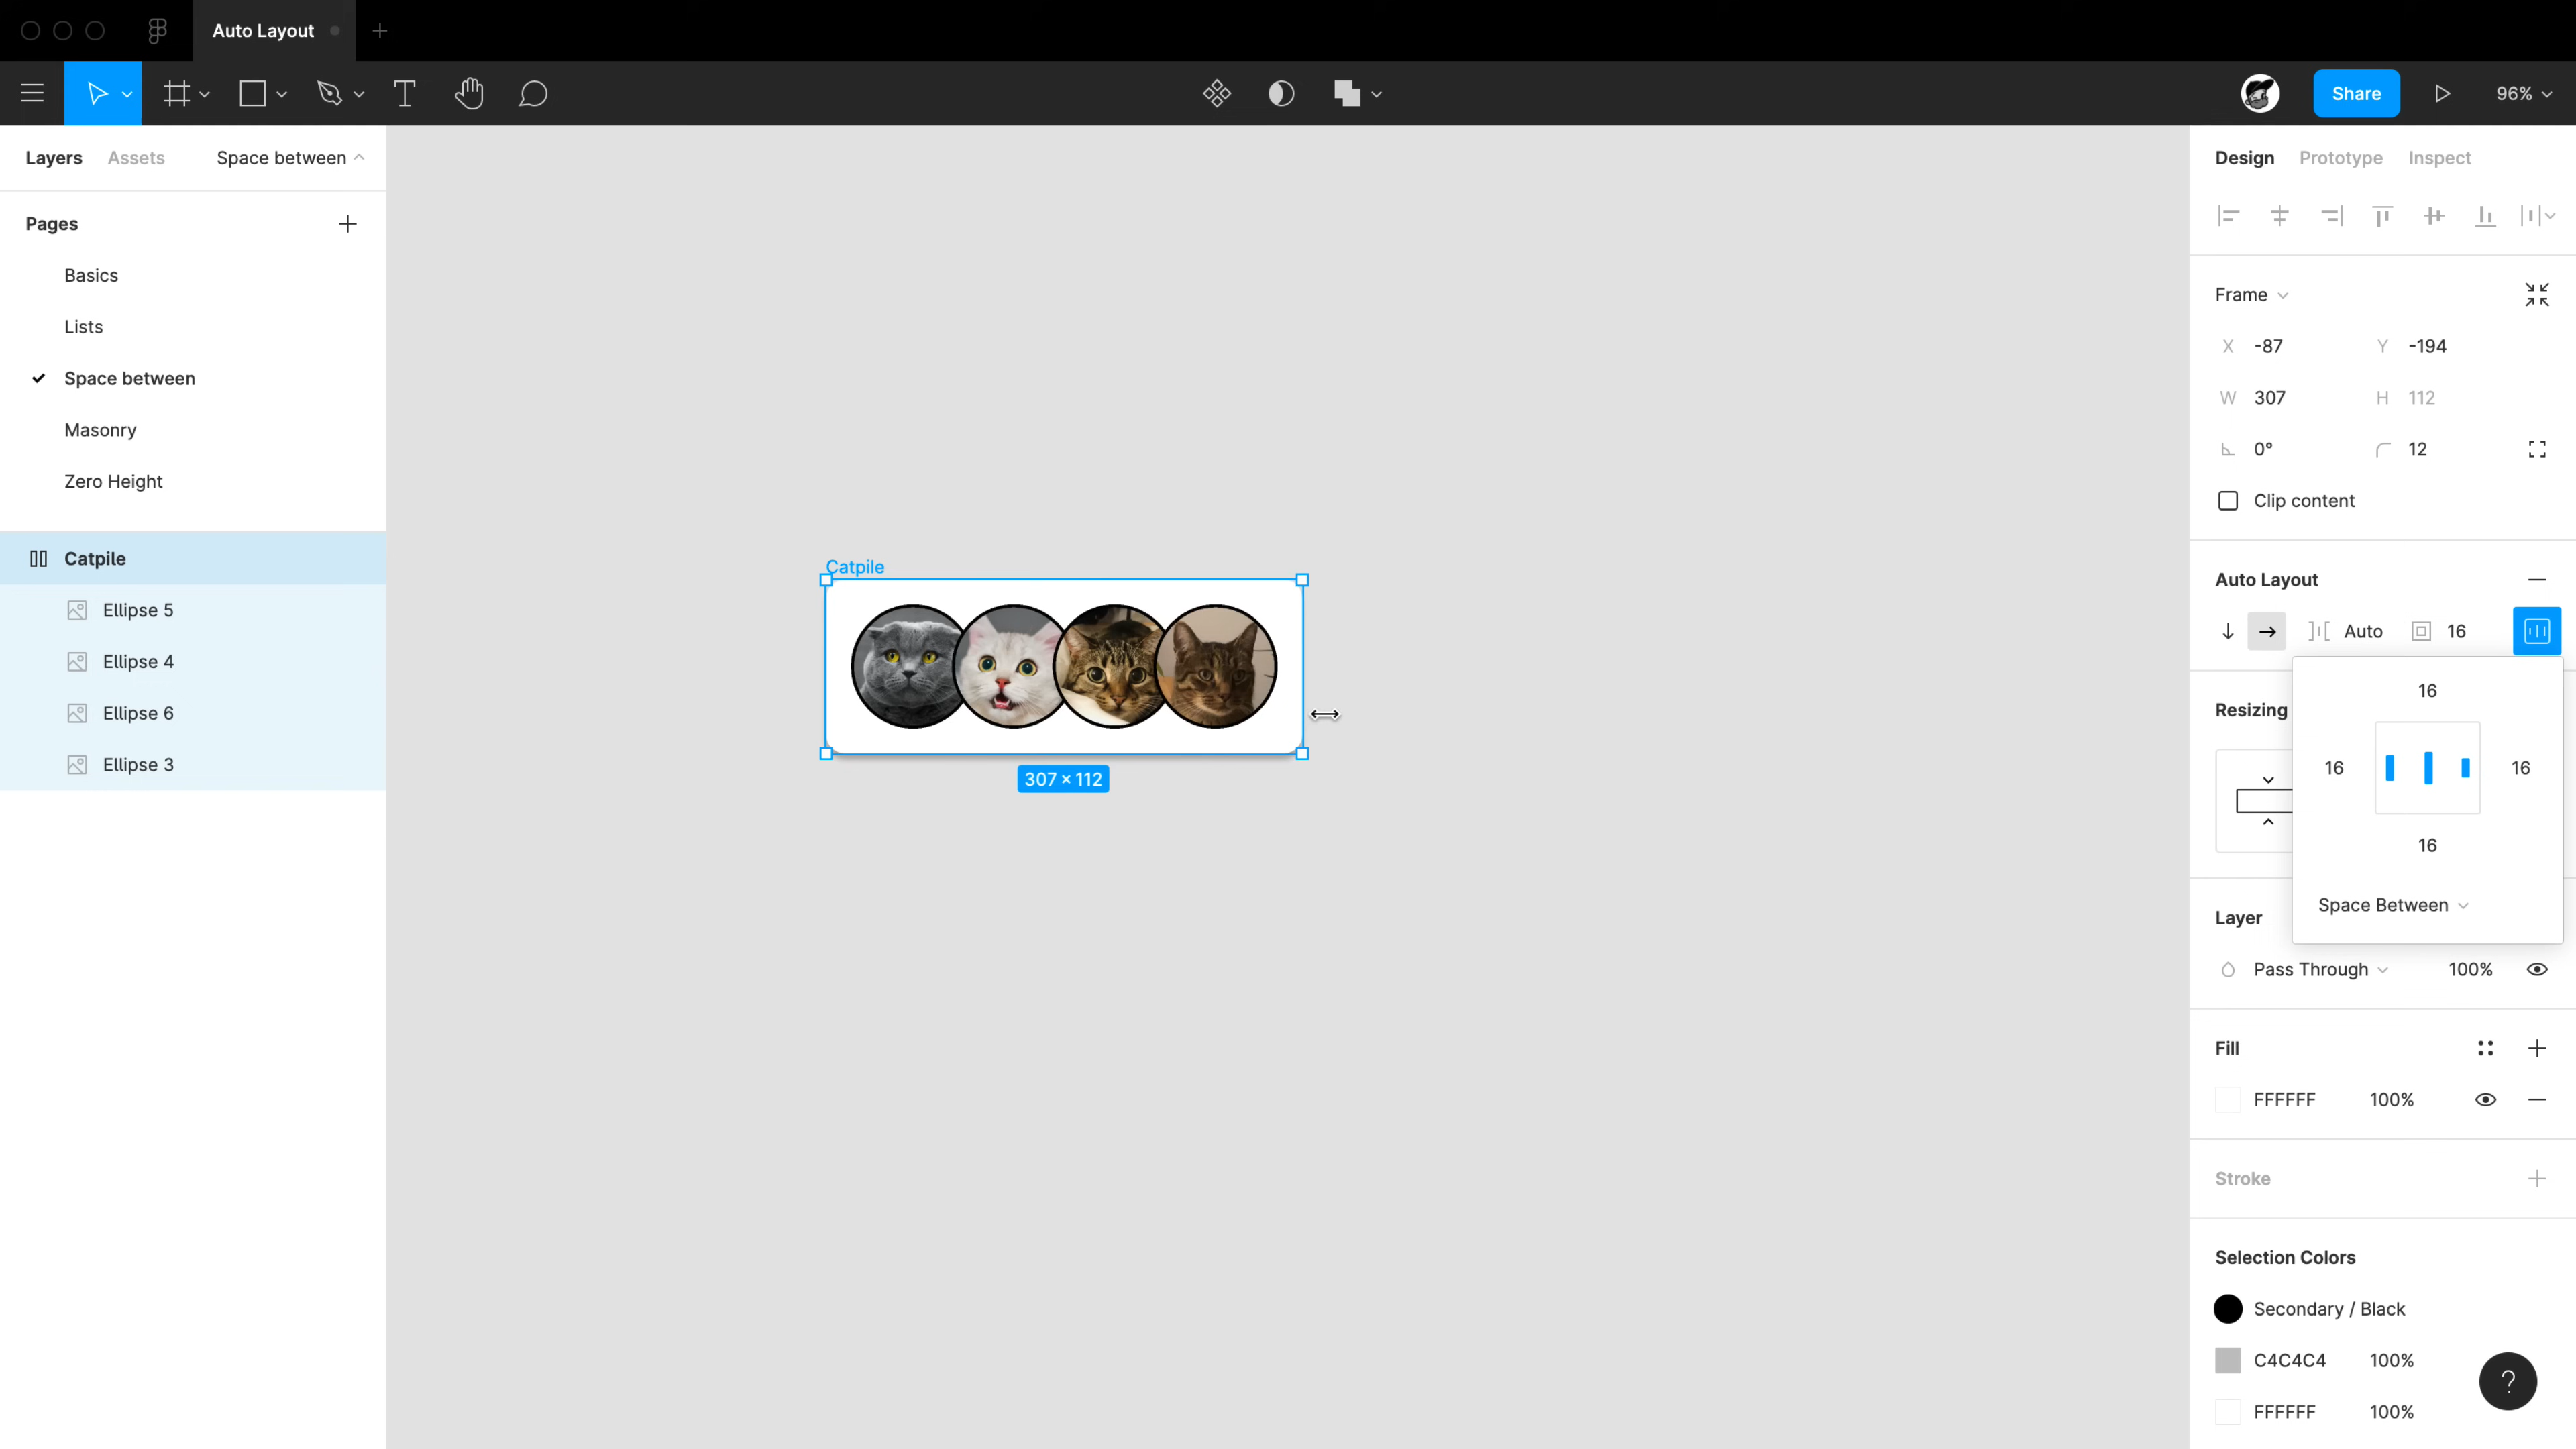 Auto Layout
Share
96%
Layers Assets Space between
Pages
Basics
Lists
Space between
Masonry
Zero Height
Catpile
Ellipse 5
Ellipse 4
Ellipse 6
Ellipse 3
Catpile
307 × 112
Design Prototype Inspect
Frame
X -87 Y -194
W 307 H 112
0° 12
Clip content
Auto Layout
Auto 16
Resizing
16
16 16
16
Space Between
Layer
Pass Through 100%
Fill
FFFFFF 100%
Stroke
Selection Colors
Secondary / Black
C4C4C4 100%
FFFFFF 100%
?